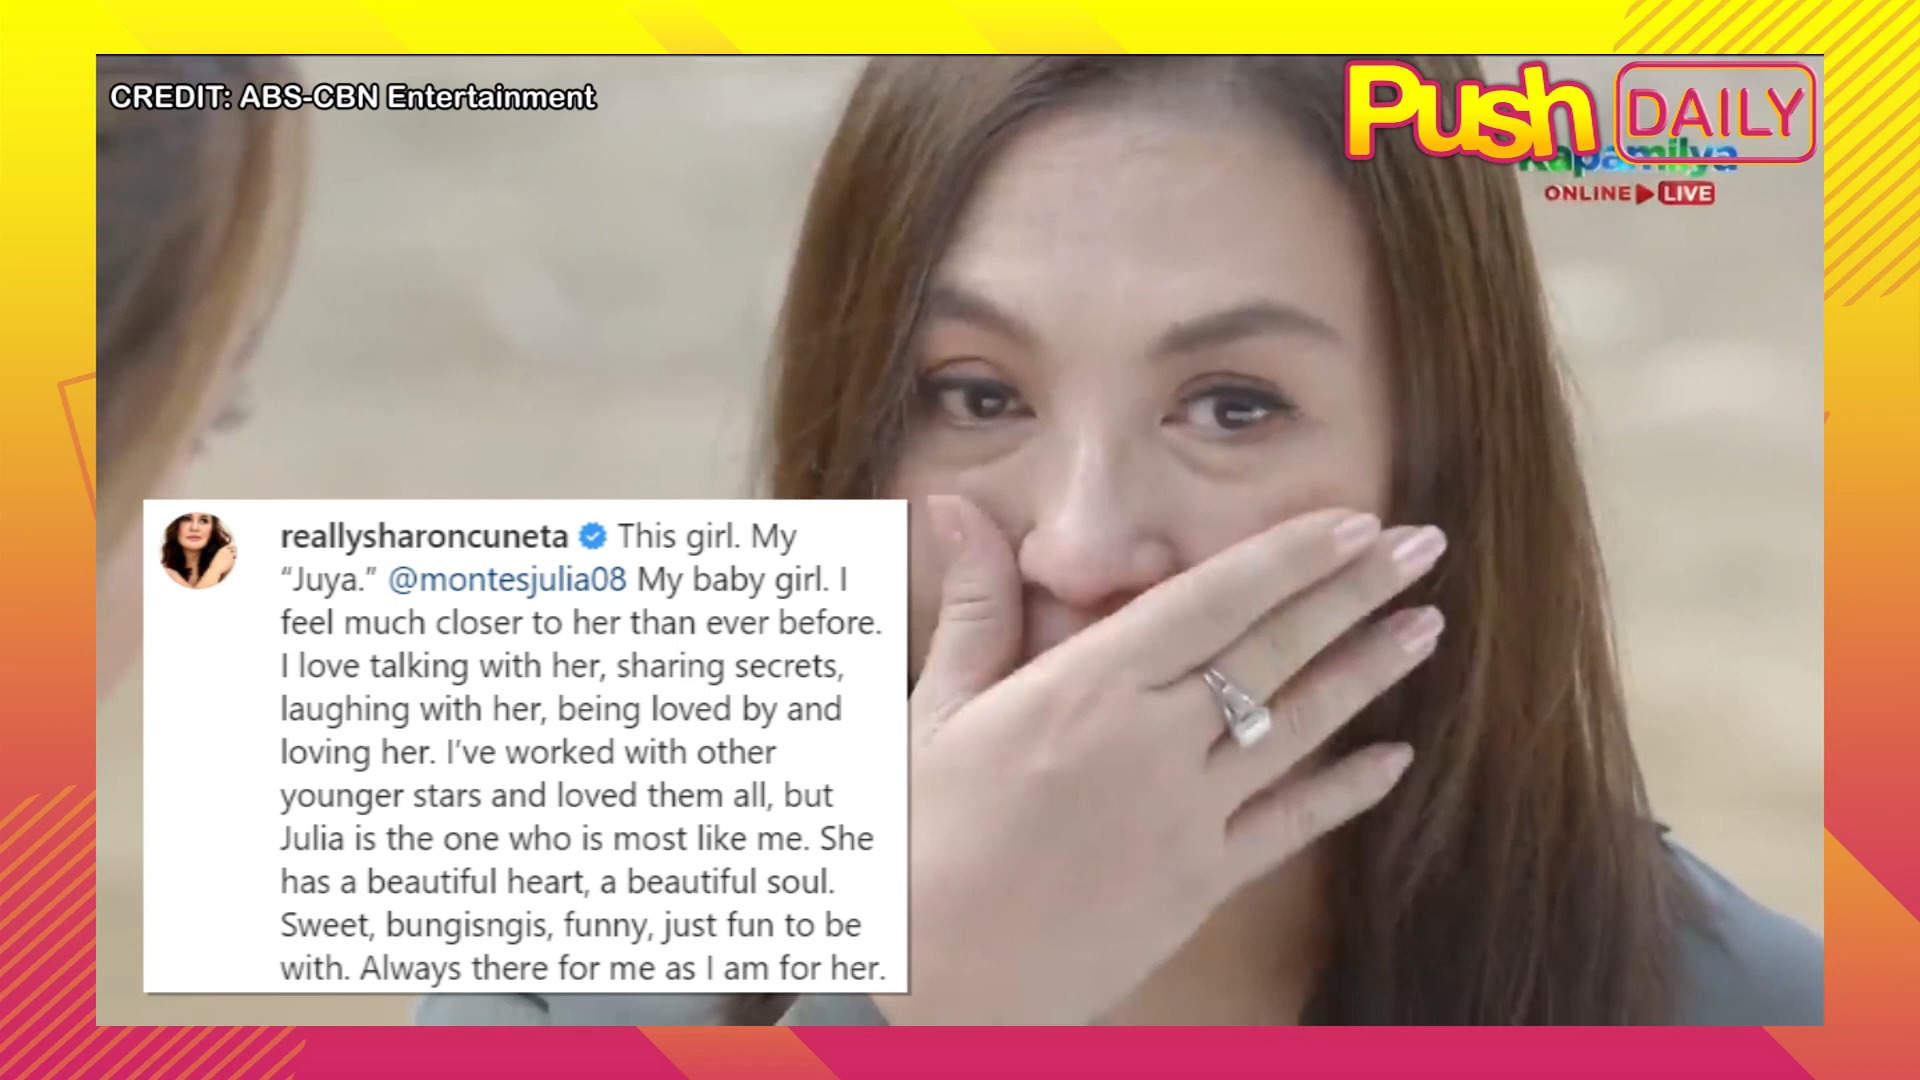 CREDIT: ABS-CBN Entertainment
Push DAILY
kapamilya
ONLINE LIVE
reallysharoncuneta This girl. My
“Juya.” @montesjulia08 My baby girl. I
feel much closer to her than ever before.
I love talking with her, sharing secrets,
laughing with her, being loved by and
loving her. I’ve worked with other
younger stars and loved them all, but
Julia is the one who is most like me. She
has a beautiful heart, a beautiful soul.
Sweet, bungisngis, funny, just fun to be
with. Always there for me as I am for her.